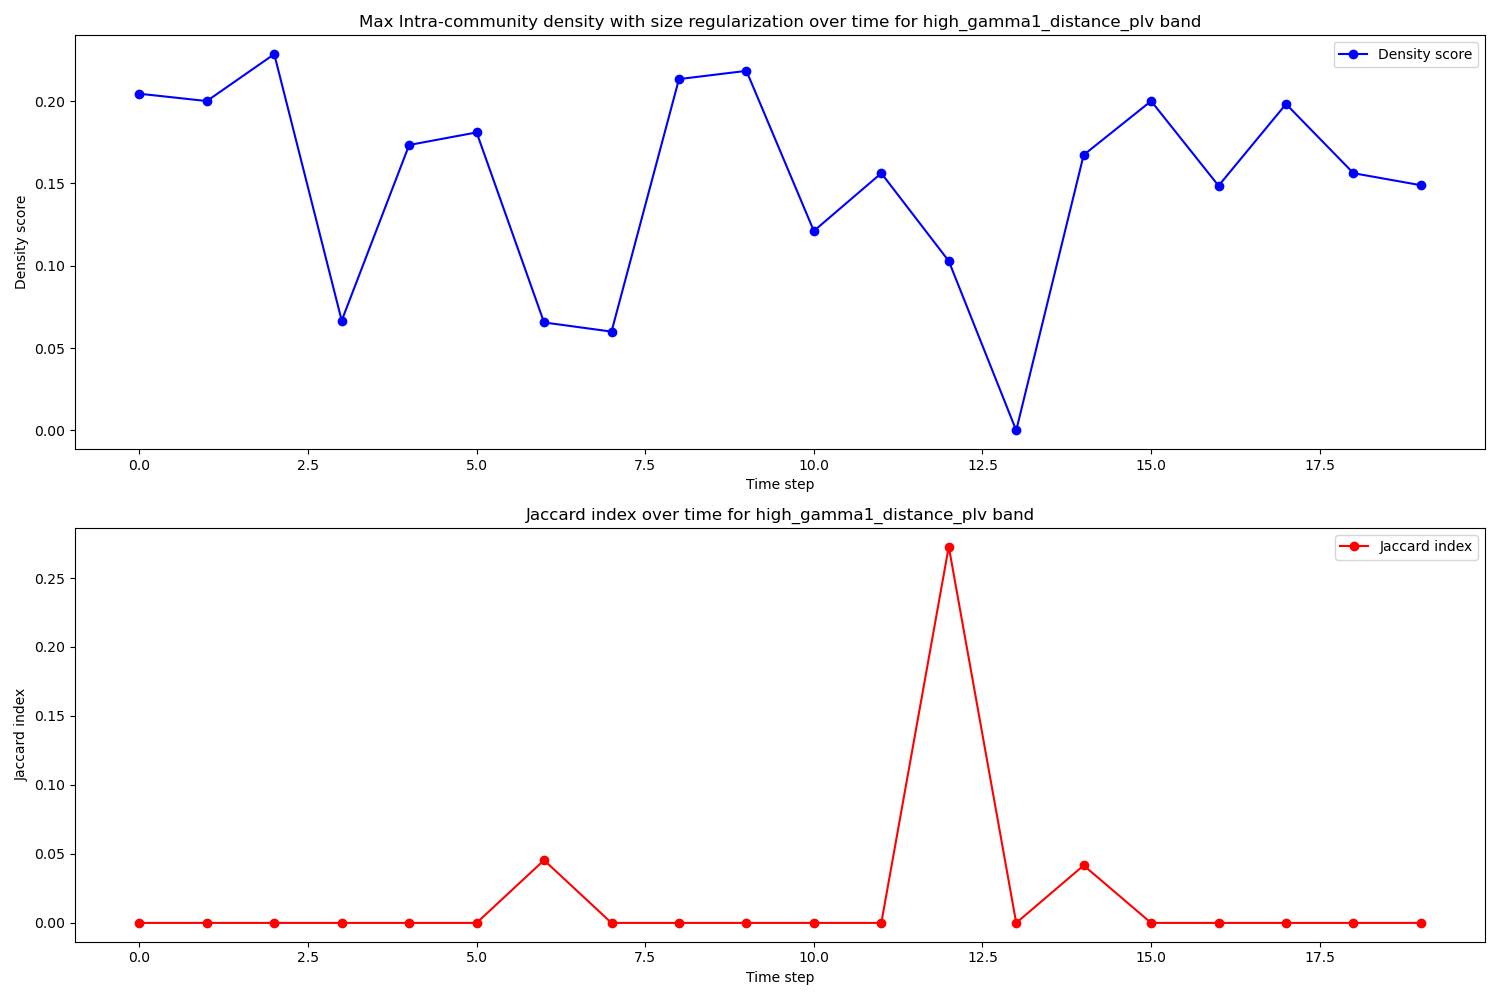 Max Intra-community density with size regularization over time for high_gamma1_distance_plv band
Density score
0.20
0.15
0.10
0.05
0.00
Density score
0.0 2.5 5.0 7.5 10.0 12.5 15.0 17.5
Time step
Jaccard index over time for high_gamma1_distance_plv band
Jaccard index
0.25
0.20
0.15
0.10
0.05
0.00
Jaccard index
0.0 2.5 5.0 7.5 10.0 12.5 15.0 17.5
Time step